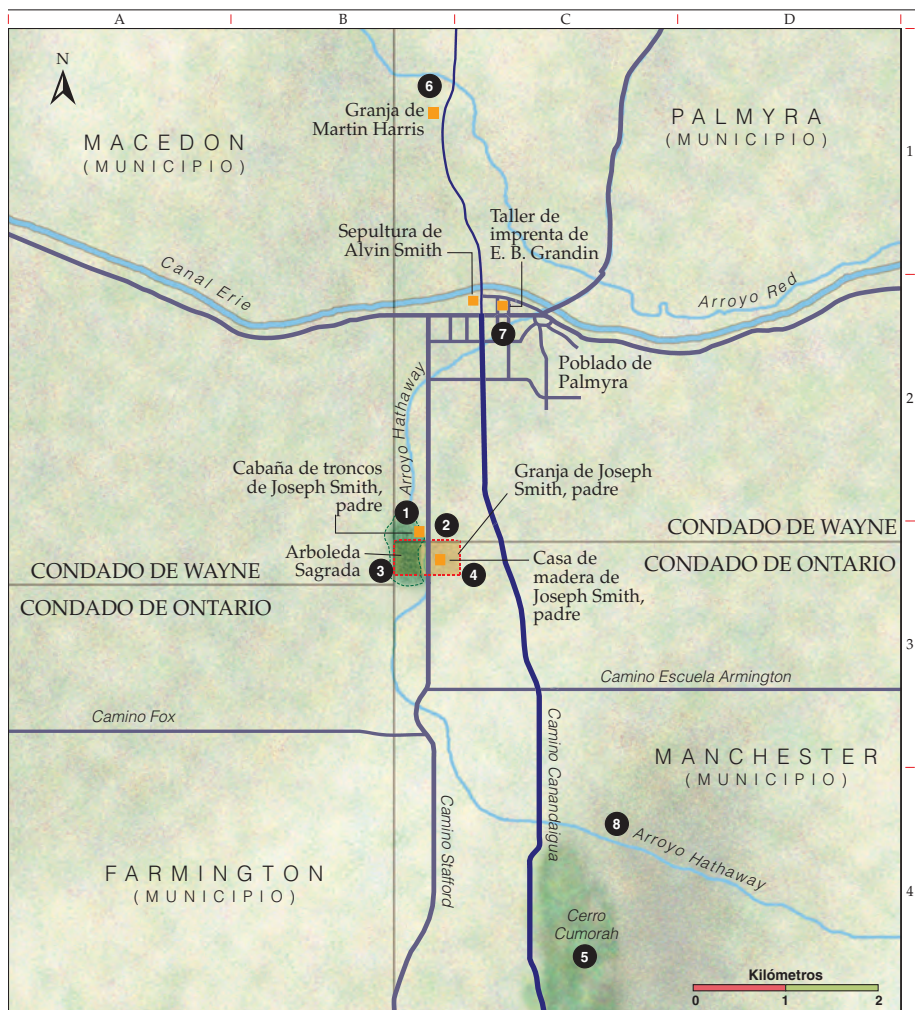 A B C D
N
6
Granja de
Martin Harris
MACEDON
(MUNICIPIO)
PALMYRA
(MUNICIPIO)
1
Sepultura de
Alvin Smith
Taller de
imprenta de
E. B. Grandin
Canal Erie
Arroyo Red
7
Poblado de
Palmyra
2
Arroyo Hathaway
Cabaña de troncos
de Joseph Smith,
padre
Granja de Joseph
Smith, padre
1
2
CONDADO DE WAYNE
CONDADO DE ONTARIO
Arboleda
Sagrada
3
4
Casa de
madera de
Joseph Smith,
padre
CONDADO DE WAYNE
CONDADO DE ONTARIO
3
Camino Escuela Armington
Camino Fox
Camino Canandaigua
MANCHESTER
(MUNICIPIO)
Camino Stafford
8
Arroyo Hathaway
FARMINGTON
(MUNICIPIO)
4
Cerro
Cumorah
5
Kilómetros
0 1 2